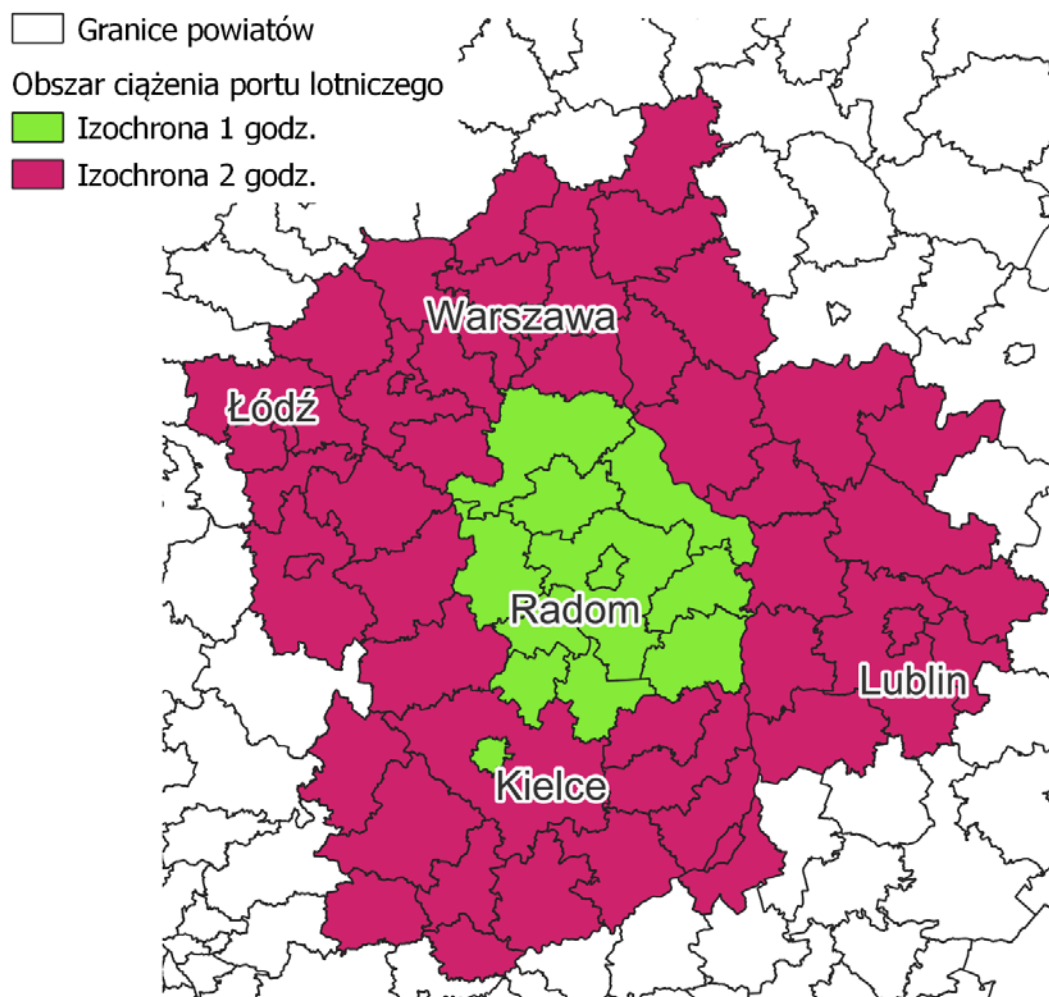 Granice powiatów
Obszar ciążenia portu lotniczego
Izochrona 1 godz.
Izochrona 2 godz.
Warszawa
Łódź
Radom
Lublin
Kielce